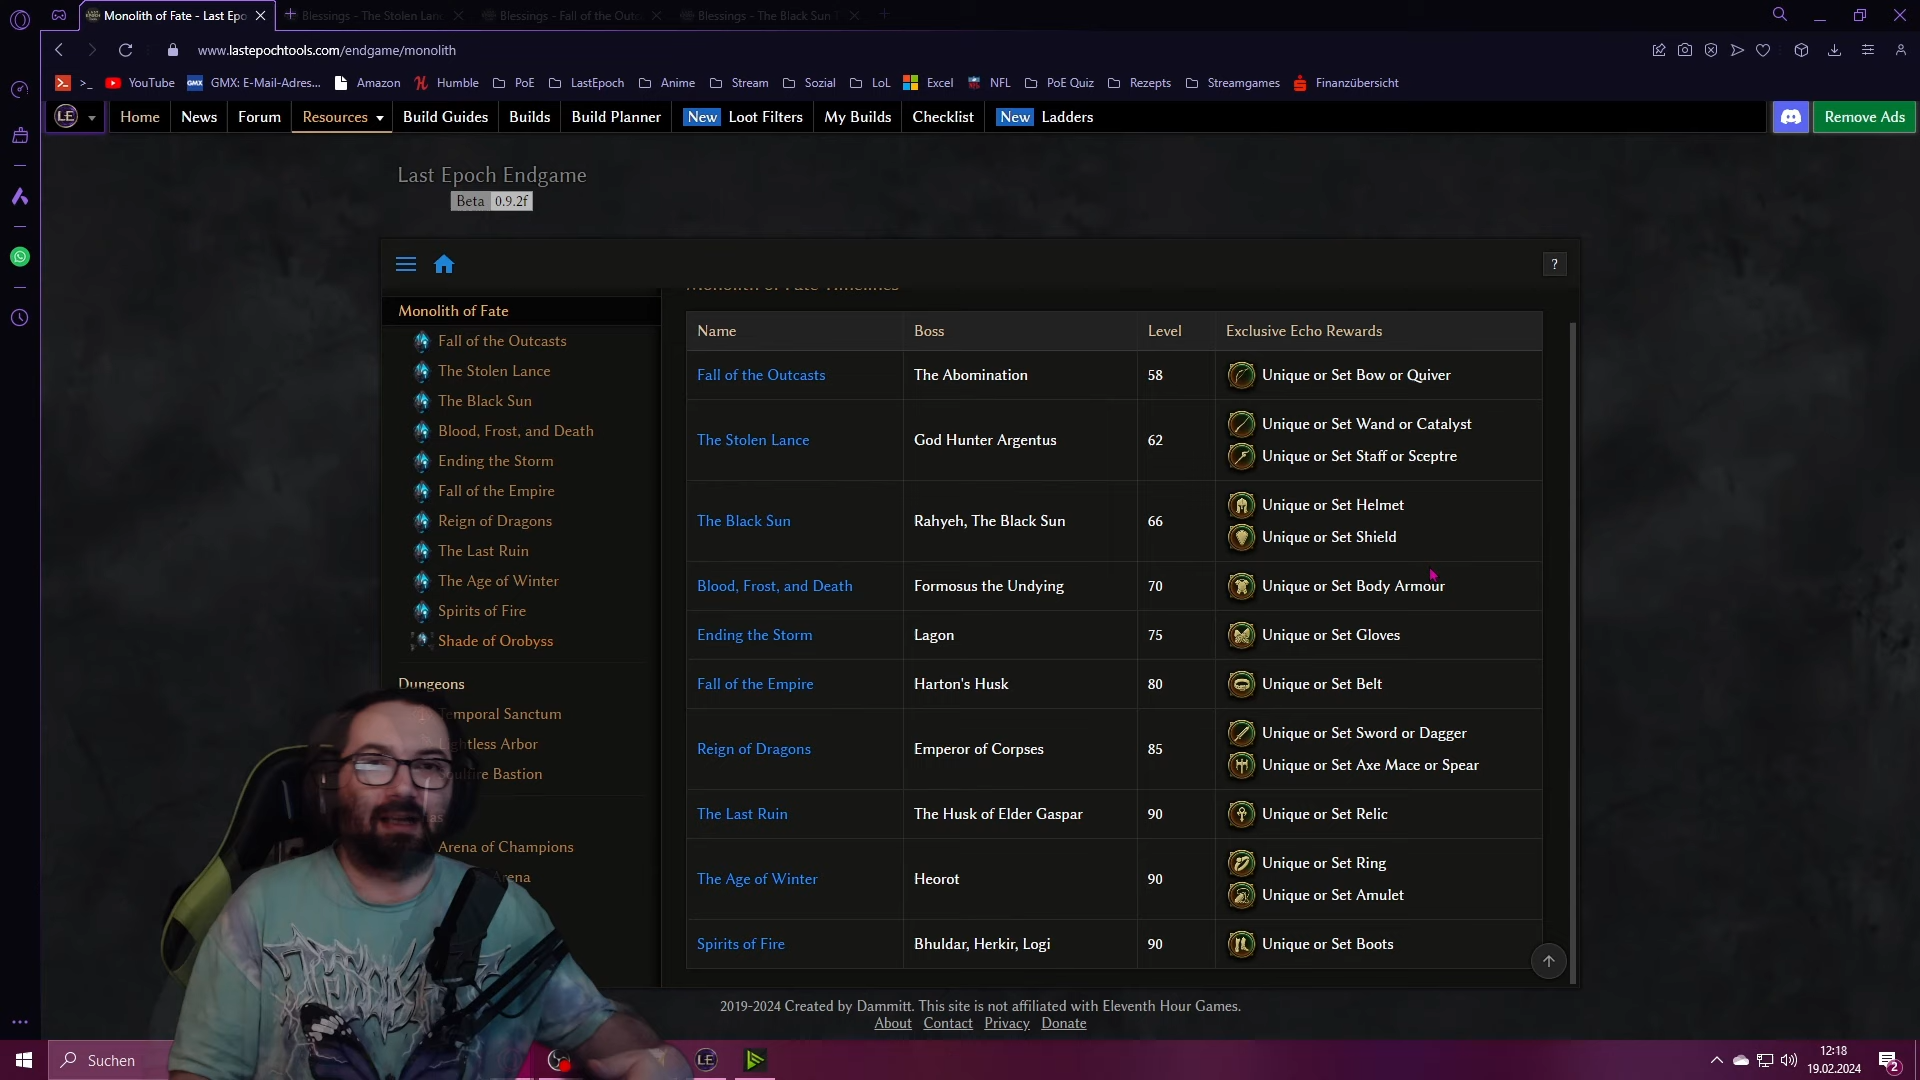 Monolith of Fate - Last Epo
Blessings - The Stolen Lan
Blessings - Fall of the Outc
Blessings - The Black Sun T
www.lastepochtools.com/endgame/monolith
>_ YouTube GMX: E-Mail-Adres... Amazon Humble PoE LastEpoch Anime Stream Sozial LoL Excel NFL PoE Quiz Rezepts Streamgames Finanzübersicht
LE Home News Forum Resources Build Guides Builds Build Planner New Loot Filters My Builds Checklist New Ladders Remove Ads
Last Epoch Endgame
Beta 0.9.2f
?
Monolith of Fate
Fall of the Outcasts
The Stolen Lance
The Black Sun
Blood, Frost, and Death
Ending the Storm
Fall of the Empire
Reign of Dragons
The Last Ruin
The Age of Winter
Spirits of Fire
Shade of Orobyss
Dungeons
Temporal Sanctum
Lightless Arbor
Soulfire Bastion
Arena of Champions
Arena
Monolith of Fate Timelines
Name Boss Level Exclusive Echo Rewards
Fall of the Outcasts The Abomination 58 Unique or Set Bow or Quiver
The Stolen Lance God Hunter Argentus 62 Unique or Set Wand or Catalyst
Unique or Set Staff or Sceptre
The Black Sun Rahyeh, The Black Sun 66 Unique or Set Helmet
Unique or Set Shield
Blood, Frost, and Death Formosus the Undying 70 Unique or Set Body Armour
Ending the Storm Lagon 75 Unique or Set Gloves
Fall of the Empire Harton's Husk 80 Unique or Set Belt
Reign of Dragons Emperor of Corpses 85 Unique or Set Sword or Dagger
Unique or Set Axe Mace or Spear
The Last Ruin The Husk of Elder Gaspar 90 Unique or Set Relic
The Age of Winter Heorot 90 Unique or Set Ring
Unique or Set Amulet
Spirits of Fire Bhuldar, Herkir, Logi 90 Unique or Set Boots
2019-2024 Created by Dammitt. This site is not affiliated with Eleventh Hour Games.
About Contact Privacy Donate
Suchen
LE
12:18
19.02.2024
2